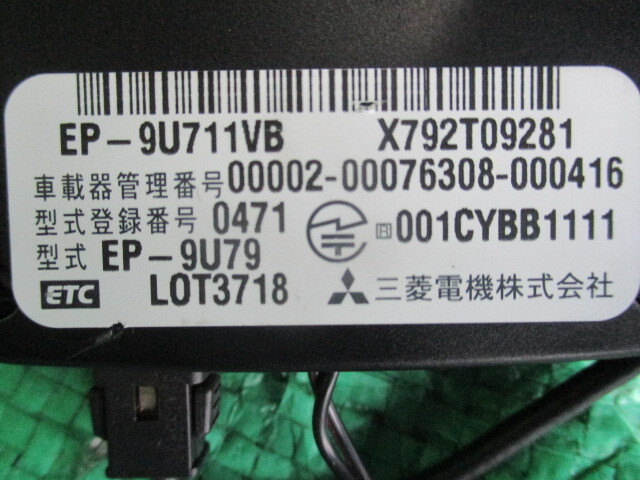 EP-9U711VB X792T09281
車載器管理番号00002-00076308-000416
型式登録番号 0471
R 001CYBB1111
型式 EP-9U79
ETC LOT3718 三菱電機株式会社